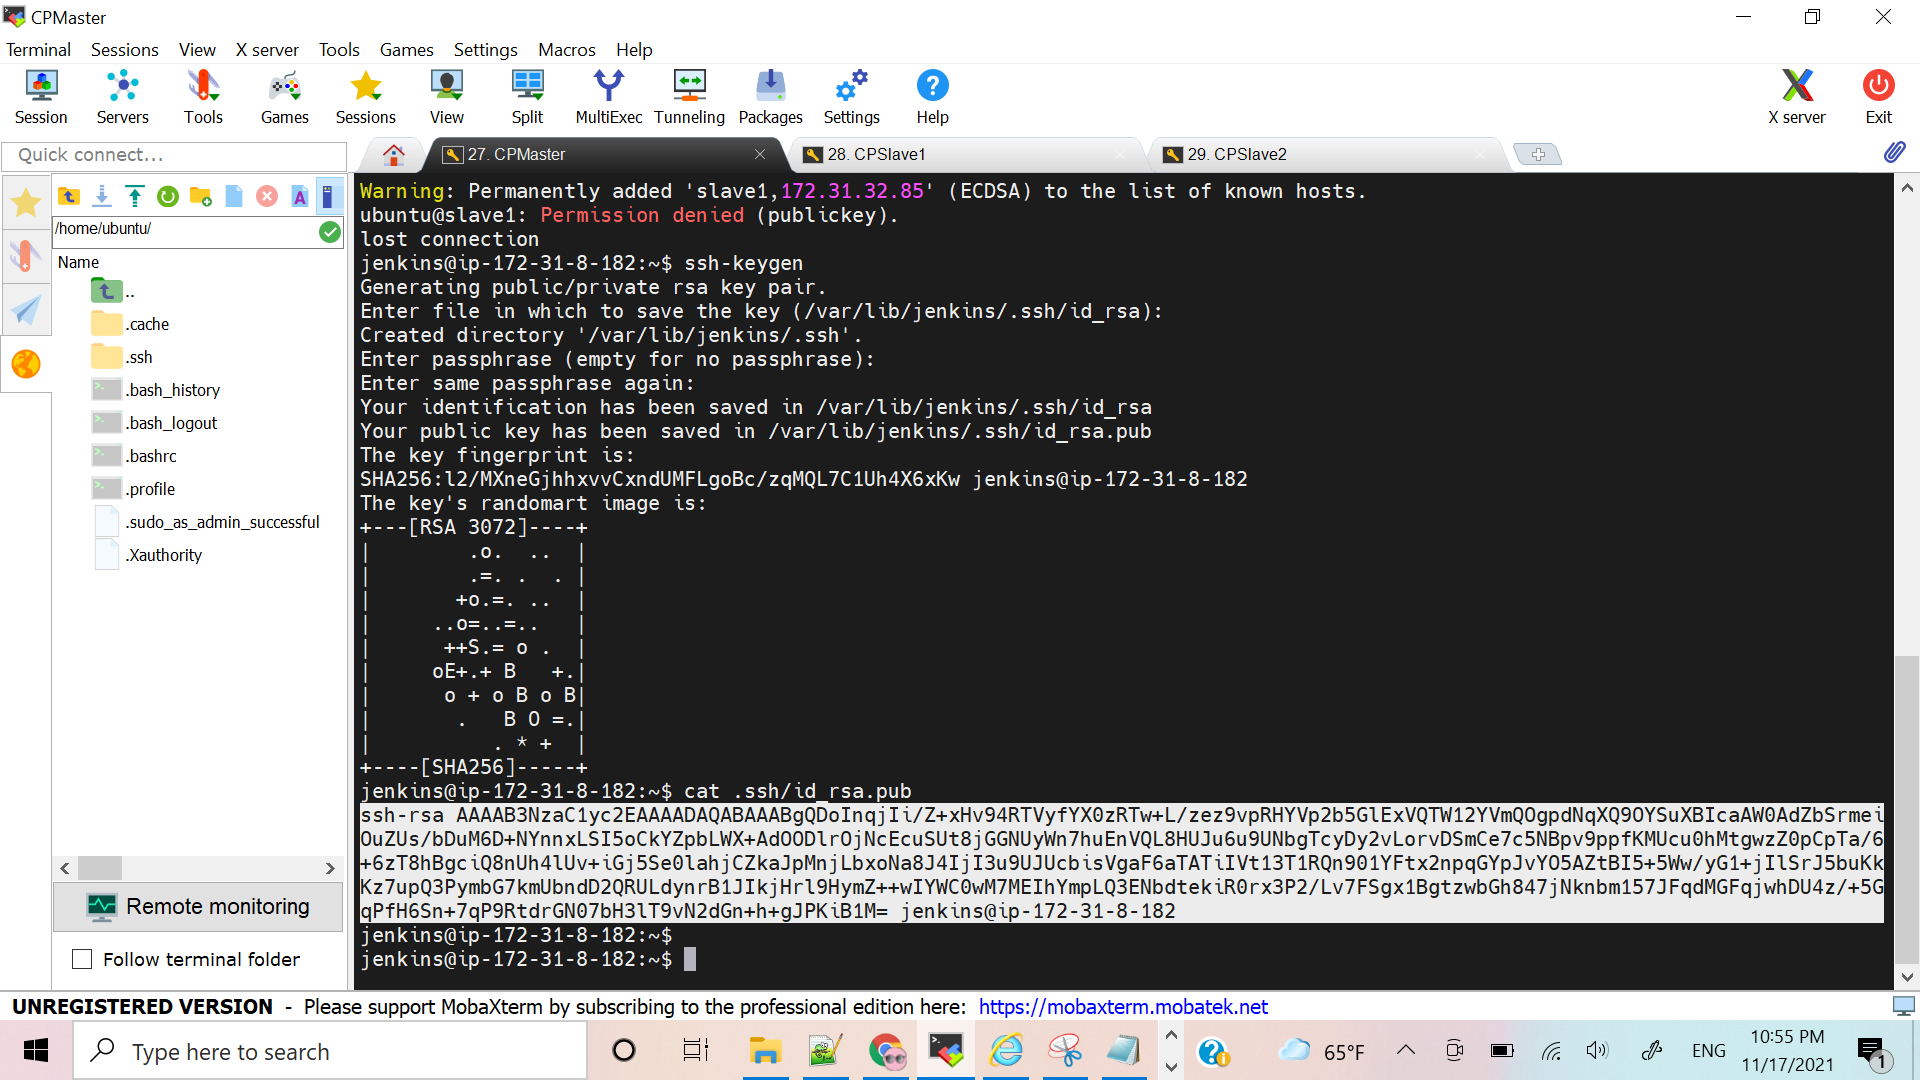 CPMaster
Terminal Sessions View X server Tools Games Settings Macros Help
Session Servers Tools Games Sessions View Split MultiExec Tunneling Packages Settings Help X server Exit
Quick connect...
27. CPMaster
28. CPSlave1
29. CPSlave2
/home/ubuntu/
Name
..
.cache
.ssh
.bash_history
.bash_logout
.bashrc
.profile
.sudo_as_admin_successful
.Xauthority
Remote monitoring
Follow terminal folder
Warning: Permanently added 'slave1,172.31.32.85' (ECDSA) to the list of known hosts.
ubuntu@slave1: Permission denied (publickey).
lost connection
jenkins@ip-172-31-8-182:~$ ssh-keygen
Generating public/private rsa key pair.
Enter file in which to save the key (/var/lib/jenkins/.ssh/id_rsa):
Created directory '/var/lib/jenkins/.ssh'.
Enter passphrase (empty for no passphrase):
Enter same passphrase again:
Your identification has been saved in /var/lib/jenkins/.ssh/id_rsa
Your public key has been saved in /var/lib/jenkins/.ssh/id_rsa.pub
The key fingerprint is:
SHA256:l2/MXneGjhhxvvCxndUMFLgoBc/zqMQL7C1Uh4X6xKw jenkins@ip-172-31-8-182
The key's randomart image is:
+---[RSA 3072]----+
|        .o.  ..  |
|        .=. .  . |
|       +o.=. ..  |
|     ..o=..=..   |
|      ++S.= o .  |
|     oE+.+ B   +.|
|      o + o B o B|
|       .   B O =.|
|          . * +  |
+----[SHA256]-----+
jenkins@ip-172-31-8-182:~$ cat .ssh/id_rsa.pub
ssh-rsa AAAAB3NzaC1yc2EAAAADAQABAAABgQDoInqjIi/Z+xHv94RTVyfYX0zRTw+L/zez9vpRHYVp2b5GlExVQTW12YVmQOgpdNqXQ9OYSuXBIcaAW0AdZbSrmei
OuZUs/bDuM6D+NYnnxLSI5oCkYZpbLWX+AdOODlrOjNcEcuSUt8jGGNUyWn7huEnVQL8HUJu6u9UNbgTcyDy2vLorvDSmCe7c5NBpv9ppfKMUcu0hMtgwzZ0pCpTa/6
+6zT8hBgciQ8nUh4lUv+iGj5Se0lahjCZkaJpMnjLbxoNa8J4IjI3u9UJUcbisVgaF6aTATiIVt13T1RQn901YFtx2npqGYpJvYO5AZtBI5+5Ww/yG1+jIlSrJ5buKk
Kz7upQ3PymbG7kmUbndD2QRULdynrB1JIkjHrl9HymZ++wIYWC0wM7MEIhYmpLQ3ENbdtekiR0rx3P2/Lv7FSgx1BgtzwbGh847jNknbm157JFqdMGFqjwhDU4z/+5G
qPfH6Sn+7qP9RtdrGN07bH3lT9vN2dGn+h+gJPKiB1M= jenkins@ip-172-31-8-182
jenkins@ip-172-31-8-182:~$
jenkins@ip-172-31-8-182:~$
UNREGISTERED VERSION - Please support MobaXterm by subscribing to the professional edition here: https://mobaxterm.mobatek.net
Type here to search
65°F
ENG
10:55 PM
11/17/2021
1